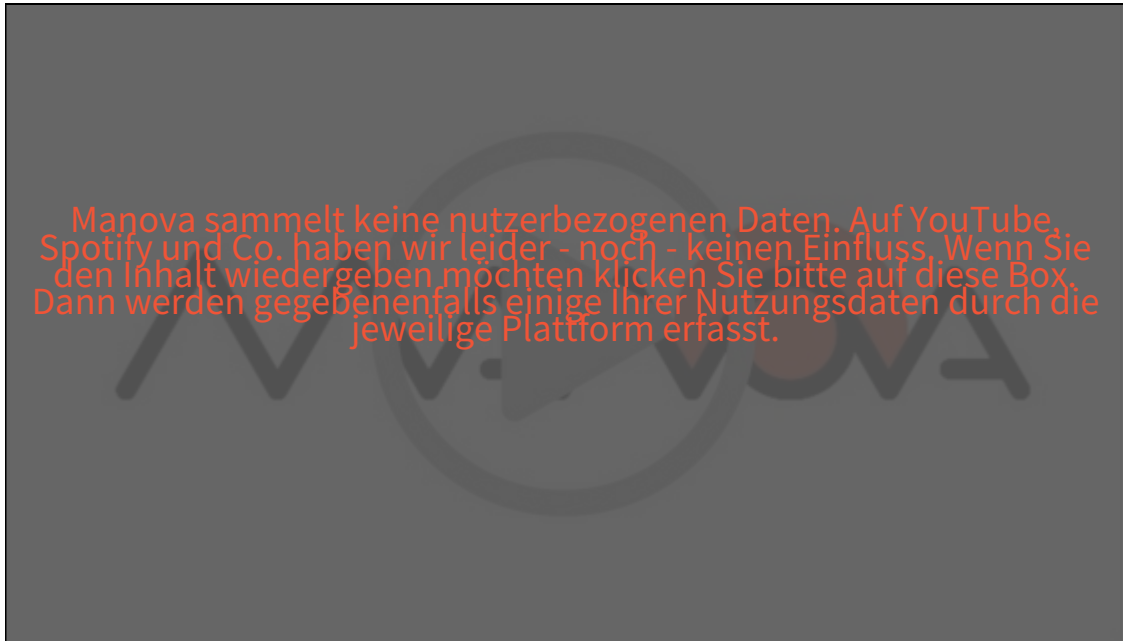 Manova sammelt keine nutzerbezogenen Daten. Auf YouTube,
Spotify und Co. haben wir leider - noch - keinen Einfluss. Wenn Sie
den Inhalt wiedergeben möchten klicken Sie bitte auf diese Box.
Dann werden gegebenenfalls einige Ihrer Nutzungsdaten durch die
jeweilige Plattform erfasst.
MANOVA